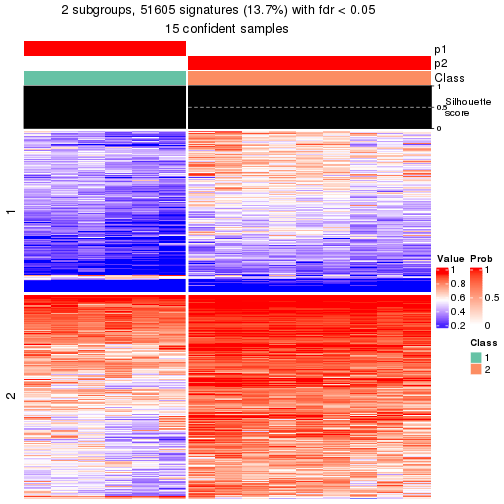 2 subgroups, 51605 signatures (13.7%) with fdr < 0.05
15 confident samples
p1
p2
Class
1
0.5
0
Silhouette
score
1
2
Value
1
0.8
0.6
0.4
0.2
Prob
1
0.5
0
Class
1
2